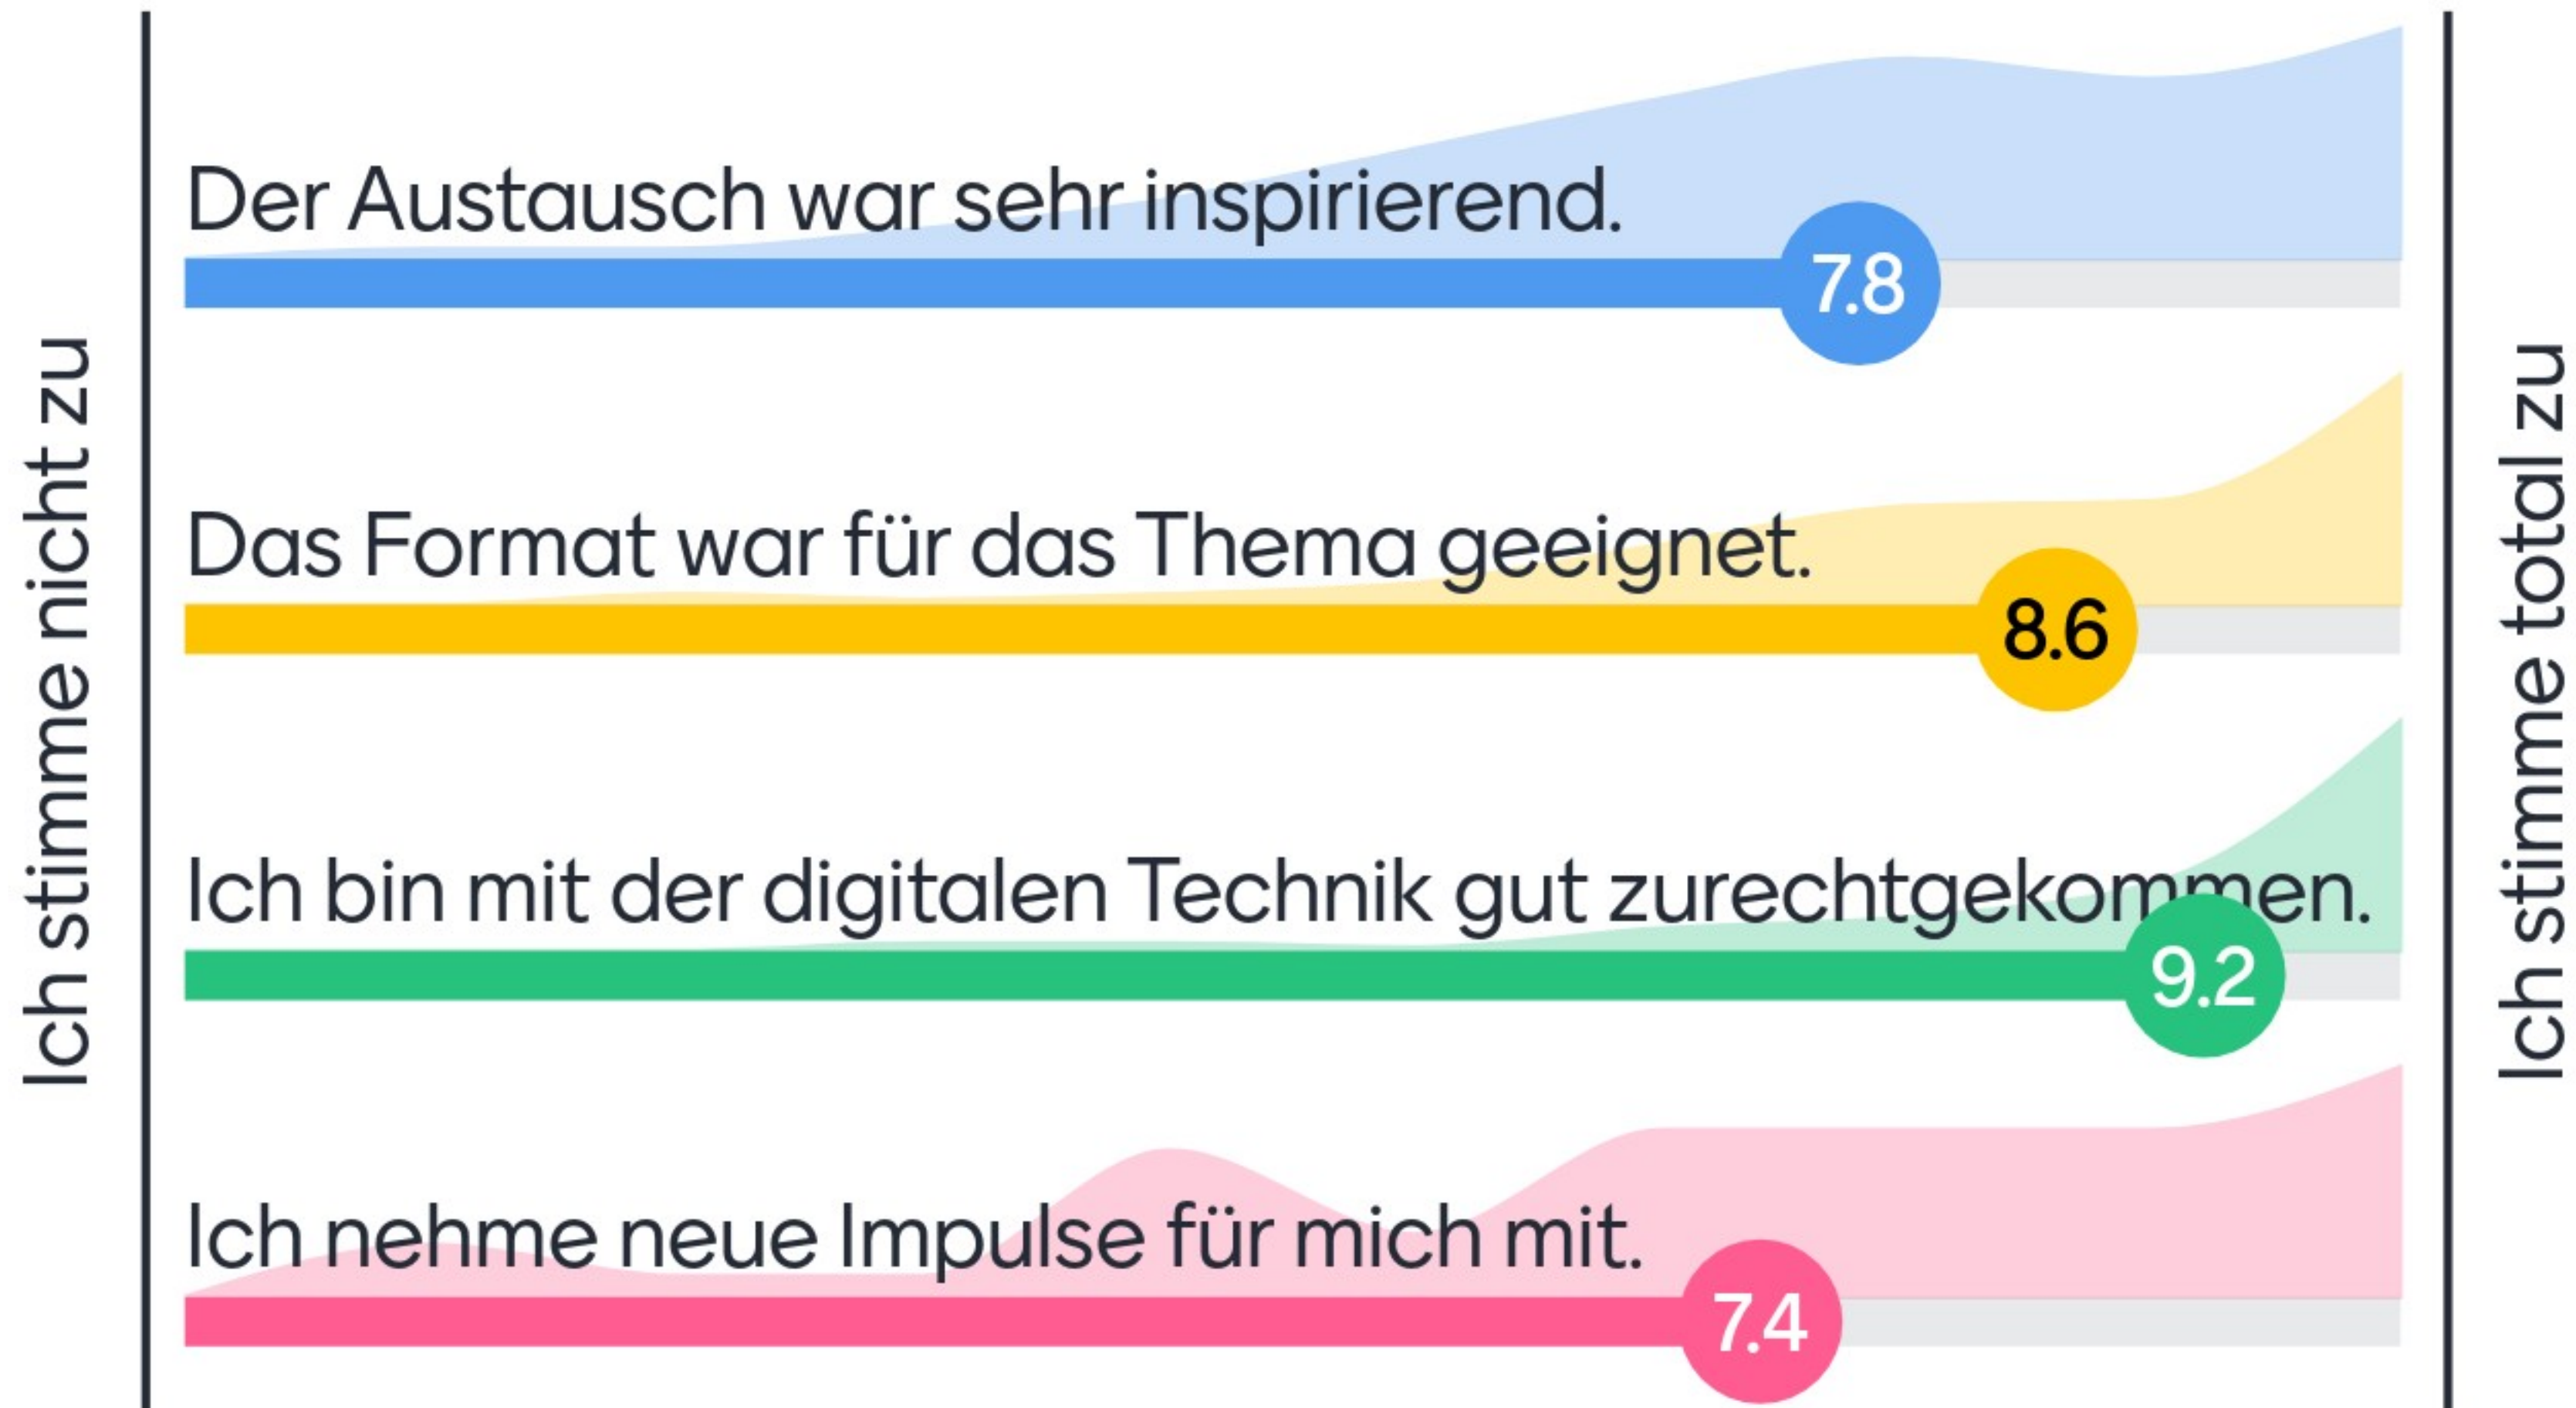 Ich stimme nicht zu
Der Austausch war sehr inspirierend.
7.8
Das Format war für das Thema geeignet.
8.6
Ich bin mit der digitalen Technik gut zurechtgekommen.
9.2
Ich nehme neue Impulse für mich mit.
7.4
Ich stimme total zu